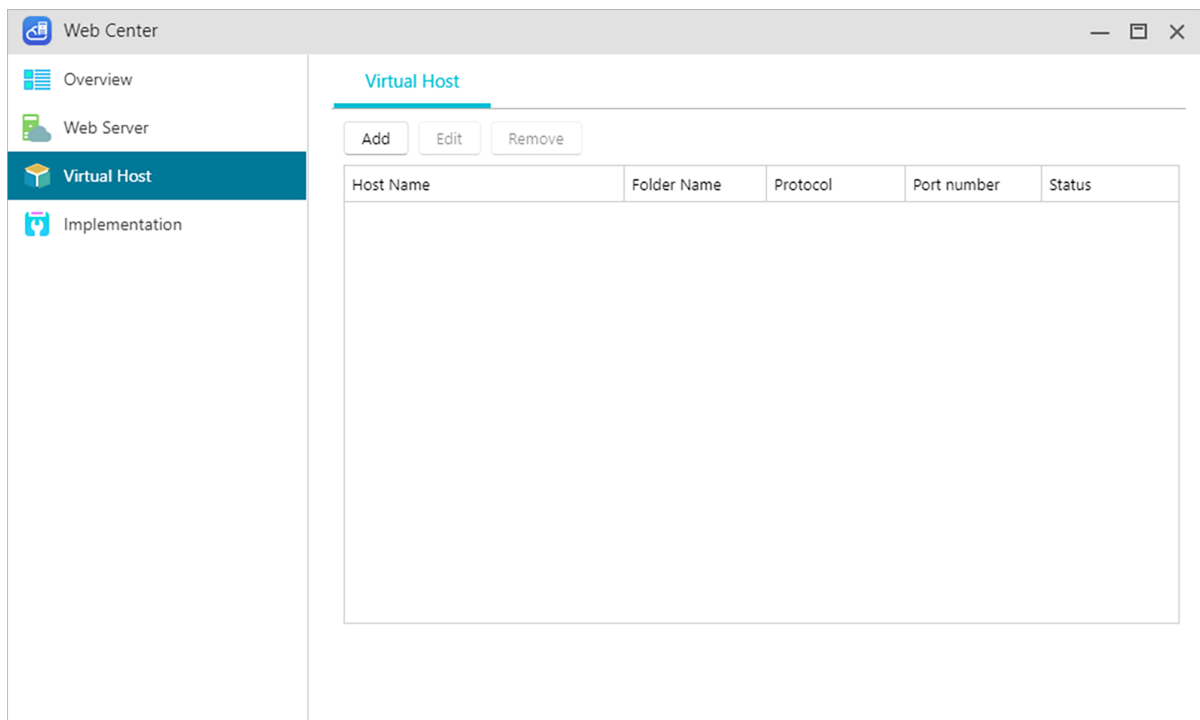 Web Center
Overview
Web Server
Virtual Host
Implementation
Virtual Host
Add Edit Remove
Host Name Folder Name Protocol Port number Status